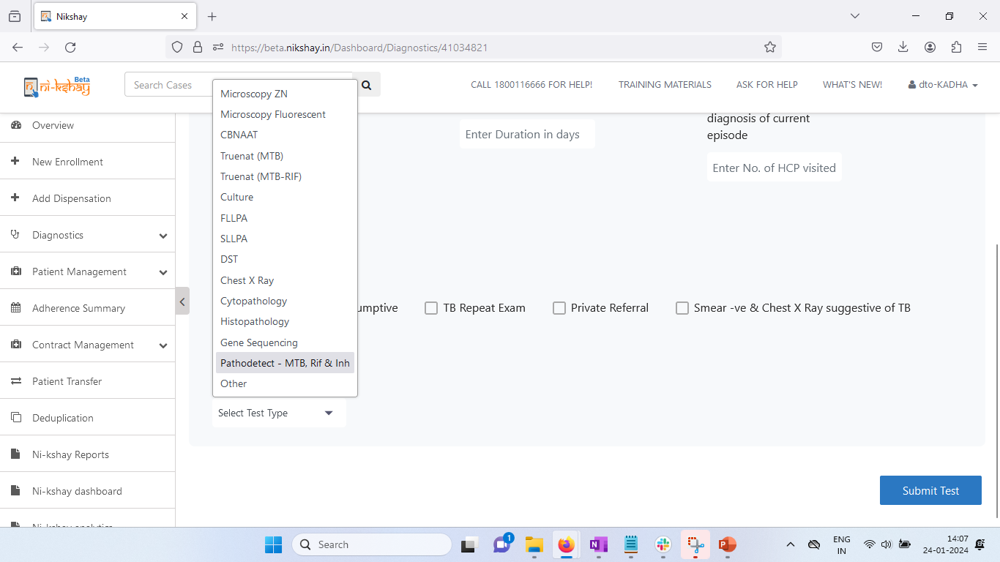 Nikshay
https://beta.nikshay.in/Dashboard/Diagnostics/41034821
Beta
ni-kshay
Search Cases
CALL 1800116666 FOR HELP!
TRAINING MATERIALS
ASK FOR HELP
WHAT'S NEW!
dto-KADHA
Overview
New Enrollment
Add Dispensation
Diagnostics
Patient Management
Adherence Summary
Contract Management
Patient Transfer
Deduplication
Ni-kshay Reports
Ni-kshay dashboard
Ni-kshay analytics
Microscopy ZN
Microscopy Fluorescent
CBNAAT
Truenat (MTB)
Truenat (MTB-RIF)
Culture
FLLPA
SLLPA
DST
Chest X Ray
Cytopathology
Histopathology
Gene Sequencing
Pathodetect - MTB, Rif & Inh
Other
Select Test Type
Enter Duration in days
diagnosis of current
episode
Enter No. of HCP visited
umptive
TB Repeat Exam
Private Referral
Smear -ve & Chest X Ray suggestive of TB
Submit Test
Search
1
ENG
IN
14:07
24-01-2024